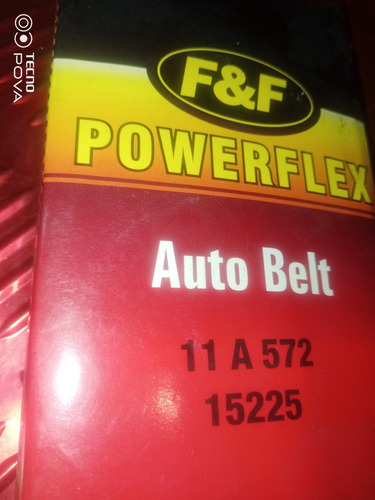 F&F
POWERFLEX
Auto Belt
11 A 572
15225
TECNO
POVA